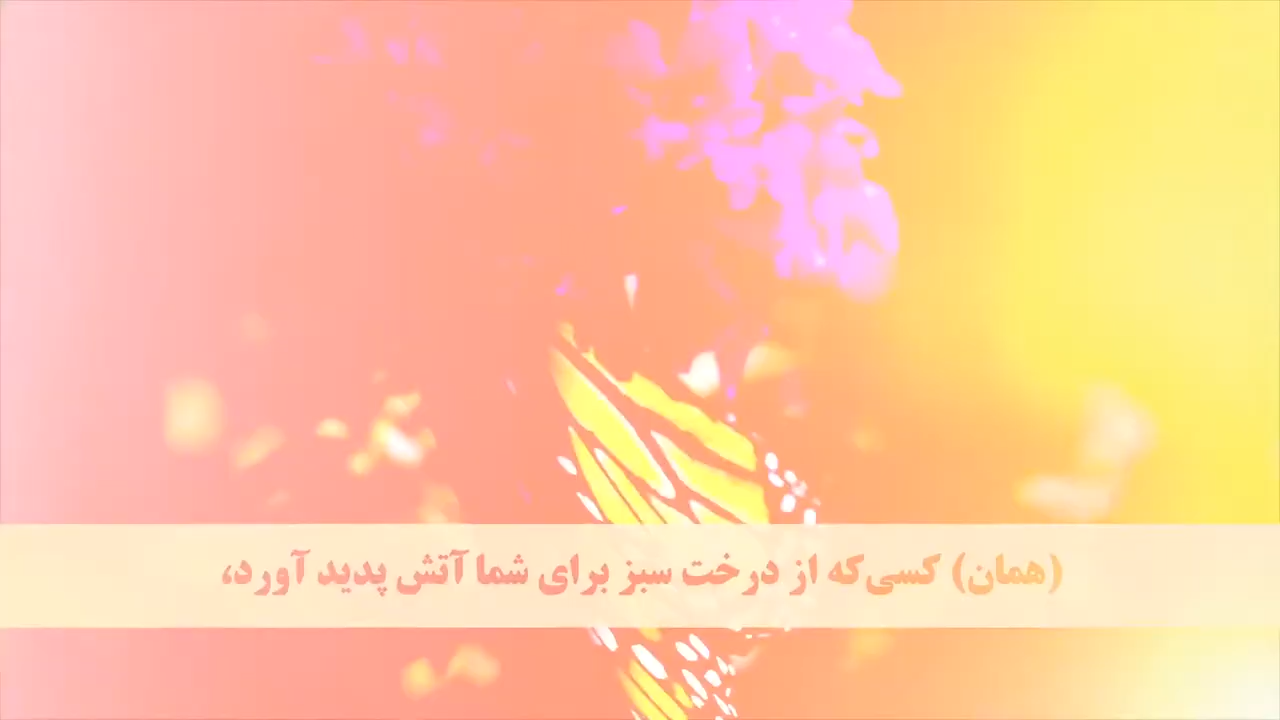 (همان) کسی‌که از درخت سبز برای شما آتش پدید آورد،